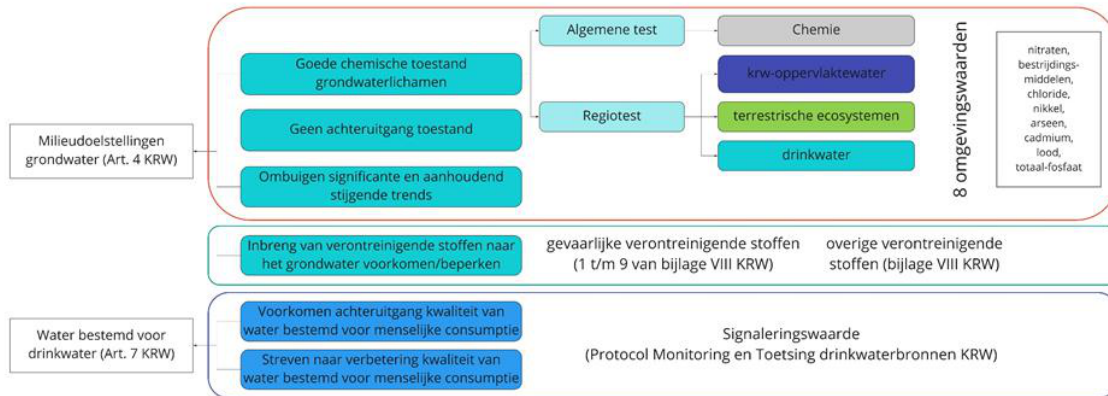 Milieudoelstellingen
grondwater (Art. 4 KRW)
Goede chemische toestand
grondwaterlichamen
Geen achteruitgang toestand
Ombuigen significante en aanhoudend
stijgende trends
Algemene test
Regiotest
Chemie
krw-oppervlaktewater
terrestrische ecosystemen
drinkwater
8 omgevingswaarden
nitraten,
bestrijdings-
middelen,
chloride,
nikkel,
arseen,
cadmium,
lood,
totaal-fosfaat
Inbreng van verontreinigende stoffen naar
het grondwater voorkomen/beperken
gevaarlijke verontreinigende stoffen
(1 t/m 9 van bijlage VIII KRW)
overige verontreinigende
stoffen (bijlage VIII KRW)
Water bestemd voor
drinkwater (Art. 7 KRW)
Voorkomen achteruitgang kwaliteit van
water bestemd voor menselijke consumptie
Streven naar verbetering kwaliteit van
water bestemd voor menselijke consumptie
Signaleringswaarde
(Protocol Monitoring en Toetsing drinkwaterbronnen KRW)